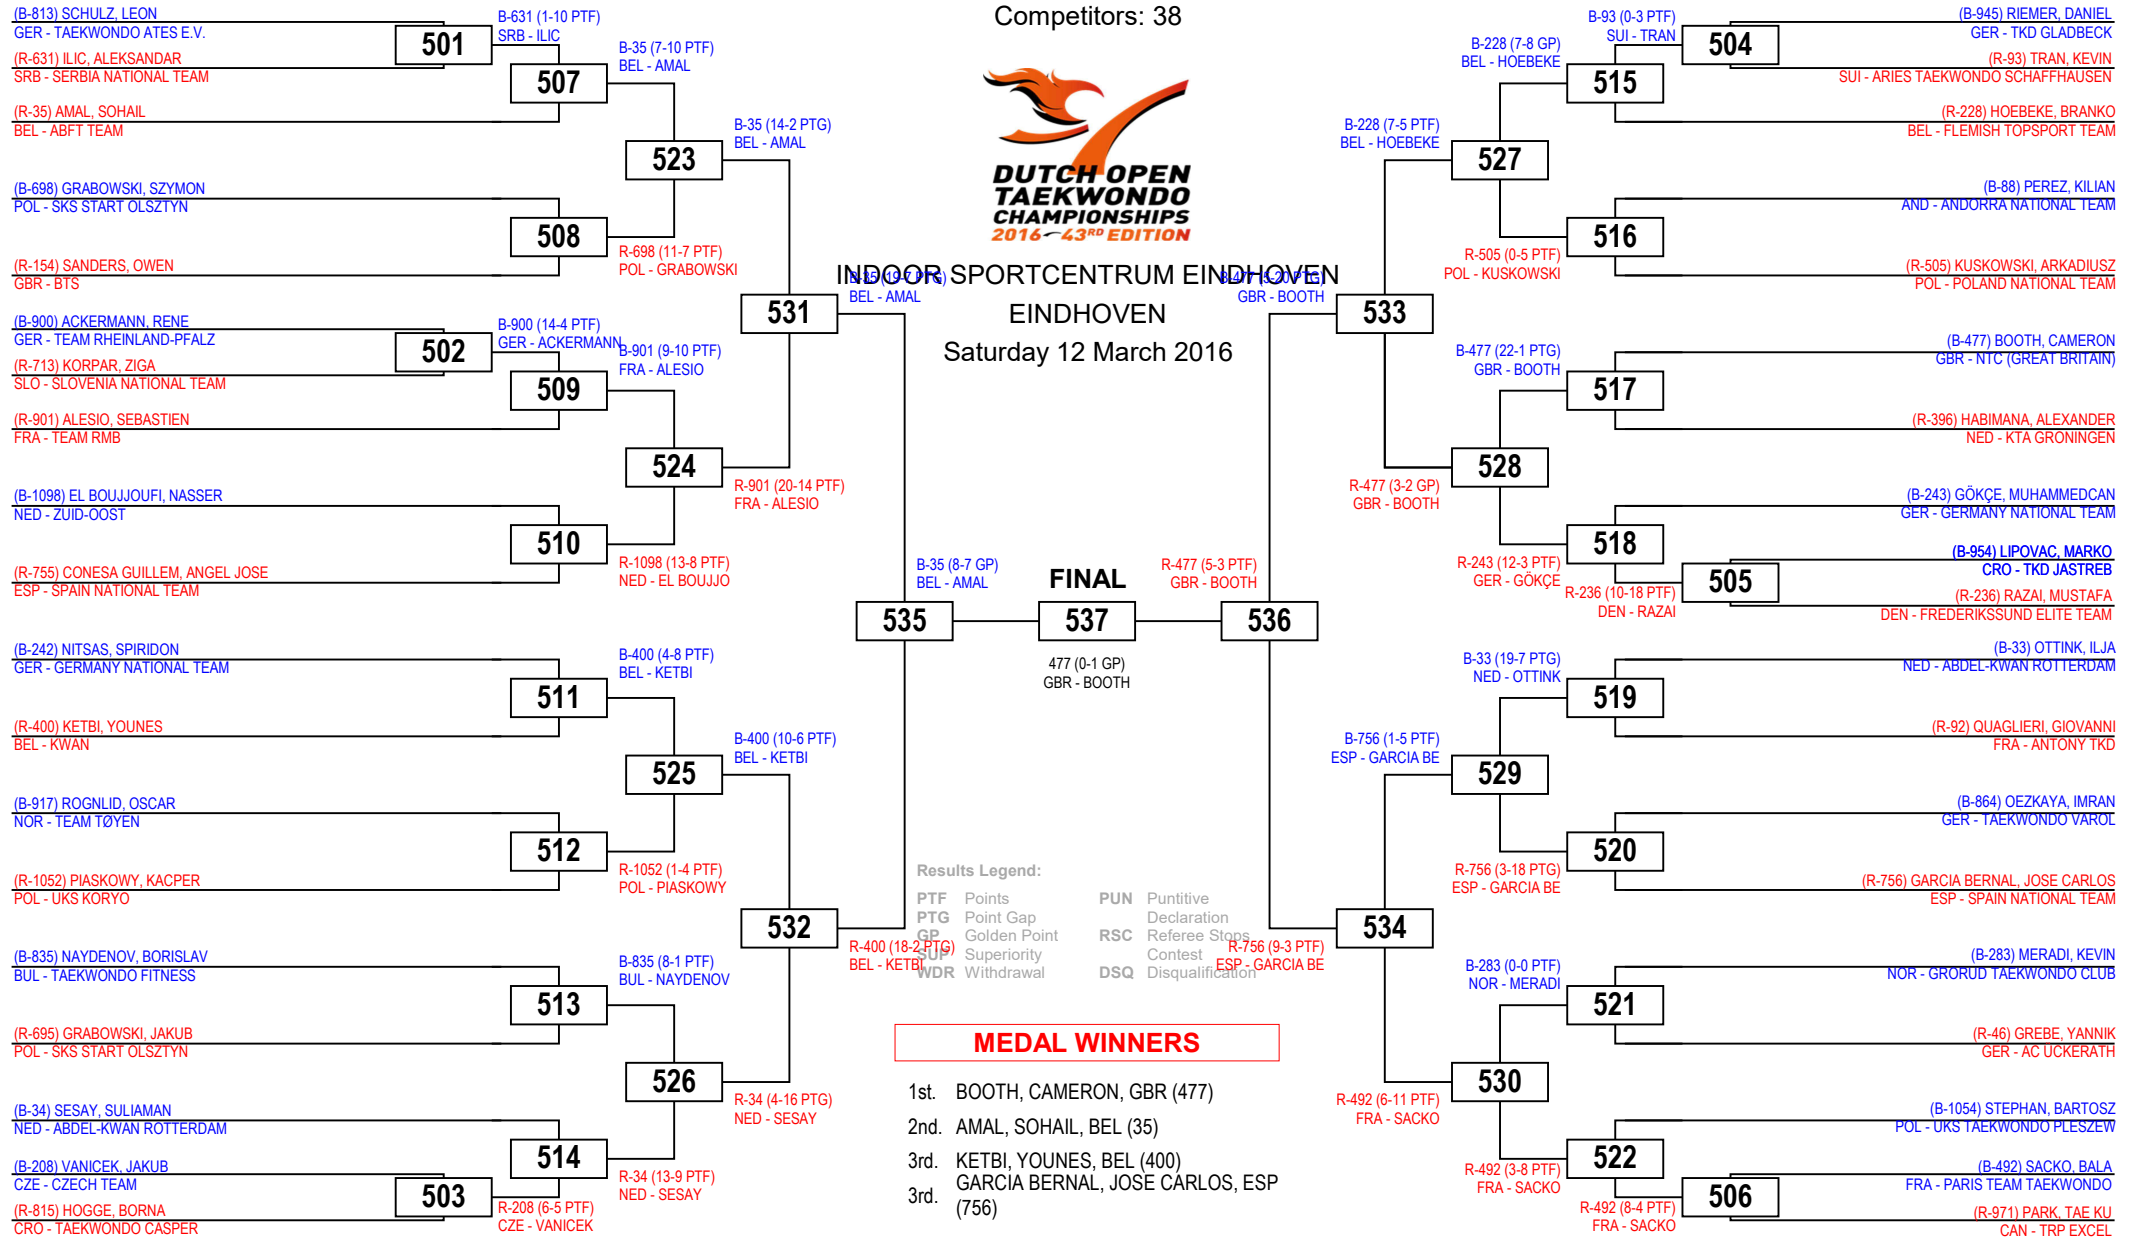 Competitors: 38
DUTCH OPEN
TAEKWONDO
CHAMPIONSHIPS
2016 - 43RD EDITION
INDOOR SPORTCENTRUM EINDHOVEN
EINDHOVEN
Saturday 12 March 2016
(B-813) SCHULZ, LEON
GER - TAEKWONDO ATES E.V.
(R-631) ILIC, ALEKSANDAR
SRB - SERBIA NATIONAL TEAM
(R-35) AMAL, SOHAIL
BEL - ABFT TEAM
(B-698) GRABOWSKI, SZYMON
POL - SKS START OLSZTYN
(R-154) SANDERS, OWEN
GBR - BTS
(B-900) ACKERMANN, RENE
GER - TEAM RHEINLAND-PFALZ
(R-713) KORPAR, ZIGA
SLO - SLOVENIA NATIONAL TEAM
(R-901) ALESIO, SEBASTIEN
FRA - TEAM RMB
(B-1098) EL BOUJJOUFI, NASSER
NED - ZUID-OOST
(R-755) CONESA GUILLEM, ANGEL JOSE
ESP - SPAIN NATIONAL TEAM
(B-242) NITSAS, SPIRIDON
GER - GERMANY NATIONAL TEAM
(R-400) KETBI, YOUNES
BEL - KWAN
(B-917) ROGNLID, OSCAR
NOR - TEAM TØYEN
(R-1052) PIASKOWY, KACPER
POL - UKS KORYO
(B-835) NAYDENOV, BORISLAV
BUL - TAEKWONDO FITNESS
(R-695) GRABOWSKI, JAKUB
POL - SKS START OLSZTYN
(B-34) SESAY, SULIAMAN
NED - ABDEL-KWAN ROTTERDAM
(B-208) VANICEK, JAKUB
CZE - CZECH TEAM
(R-815) HOGGE, BORNA
CRO - TAEKWONDO CASPER
501
502
503
B-631 (1-10 PTF)
SRB - ILIC
B-900 (14-4 PTF)
GER - ACKERMANN
R-208 (6-5 PTF)
CZE - VANICEK
507
508
509
510
511
512
513
514
B-35 (7-10 PTF)
BEL - AMAL
R-698 (11-7 PTF)
POL - GRABOWSKI
B-901 (9-10 PTF)
FRA - ALESIO
R-1098 (13-8 PTF)
NED - EL BOUJJO
B-400 (4-8 PTF)
BEL - KETBI
R-1052 (1-4 PTF)
POL - PIASKOWY
B-835 (8-1 PTF)
BUL - NAYDENOV
R-34 (13-9 PTF)
NED - SESAY
523
524
525
526
B-35 (14-2 PTG)
BEL - AMAL
R-901 (20-14 PTF)
FRA - ALESIO
B-400 (10-6 PTF)
BEL - KETBI
R-34 (4-16 PTG)
NED - SESAY
531
532
B-35 (19-7 PTG)
BEL - AMAL
R-400 (18-2 PTG)
BEL - KETBI
535
B-35 (8-7 GP)
BEL - AMAL
FINAL
537
477 (0-1 GP)
GBR - BOOTH
R-477 (5-3 PTF)
GBR - BOOTH
536
B-477 (5-20 PTG)
GBR - BOOTH
R-756 (9-3 PTF)
ESP - GARCIA BE
533
534
B-228 (7-5 PTF)
BEL - HOEBEKE
R-477 (3-2 GP)
GBR - BOOTH
B-756 (1-5 PTF)
ESP - GARCIA BE
R-492 (6-11 PTF)
FRA - SACKO
527
528
529
530
B-228 (7-8 GP)
BEL - HOEBEKE
R-505 (0-5 PTF)
POL - KUSKOWSKI
B-477 (22-1 PTG)
GBR - BOOTH
R-243 (12-3 PTF)
GER - GÖKÇE
B-33 (19-7 PTG)
NED - OTTINK
R-756 (3-18 PTG)
ESP - GARCIA BE
B-283 (0-0 PTF)
NOR - MERADI
R-492 (3-8 PTF)
FRA - SACKO
515
516
517
518
519
520
521
522
B-93 (0-3 PTF)
SUI - TRAN
R-236 (10-18 PTF)
DEN - RAZAI
R-492 (8-4 PTF)
FRA - SACKO
504
505
506
(B-945) RIEMER, DANIEL
GER - TKD GLADBECK
(R-93) TRAN, KEVIN
SUI - ARIES TAEKWONDO SCHAFFHAUSEN
(R-228) HOEBEKE, BRANKO
BEL - FLEMISH TOPSPORT TEAM
(B-88) PEREZ, KILIAN
AND - ANDORRA NATIONAL TEAM
(R-505) KUSKOWSKI, ARKADIUSZ
POL - POLAND NATIONAL TEAM
(B-477) BOOTH, CAMERON
GBR - NTC (GREAT BRITAIN)
(R-396) HABIMANA, ALEXANDER
NED - KTA GRONINGEN
(B-243) GÖKÇE, MUHAMMEDCAN
GER - GERMANY NATIONAL TEAM
(B-954) LIPOVAC, MARKO
CRO - TKD JASTREB
(R-236) RAZAI, MUSTAFA
DEN - FREDERIKSSUND ELITE TEAM
(B-33) OTTINK, ILJA
NED - ABDEL-KWAN ROTTERDAM
(R-92) QUAGLIERI, GIOVANNI
FRA - ANTONY TKD
(B-864) OEZKAYA, IMRAN
GER - TAEKWONDO VAROL
(R-756) GARCIA BERNAL, JOSE CARLOS
ESP - SPAIN NATIONAL TEAM
(B-283) MERADI, KEVIN
NOR - GRORUD TAEKWONDO CLUB
(R-46) GREBE, YANNIK
GER - AC UCKERATH
(B-1054) STEPHAN, BARTOSZ
POL - UKS TAEKWONDO PLESZEW
(B-492) SACKO, BALA
FRA - PARIS TEAM TAEKWONDO
(R-971) PARK, TAE KU
CAN - TRP EXCEL
Results Legend:
PTF Points
PTG Point Gap
GP Golden Point
SUP Superiority
WDR Withdrawal
PUN Puntitive
Declaration
RSC Referee Stops
Contest
DSQ Disqualification
MEDAL WINNERS
1st. BOOTH, CAMERON, GBR (477)
2nd. AMAL, SOHAIL, BEL (35)
3rd. KETBI, YOUNES, BEL (400)
3rd. GARCIA BERNAL, JOSE CARLOS, ESP
(756)